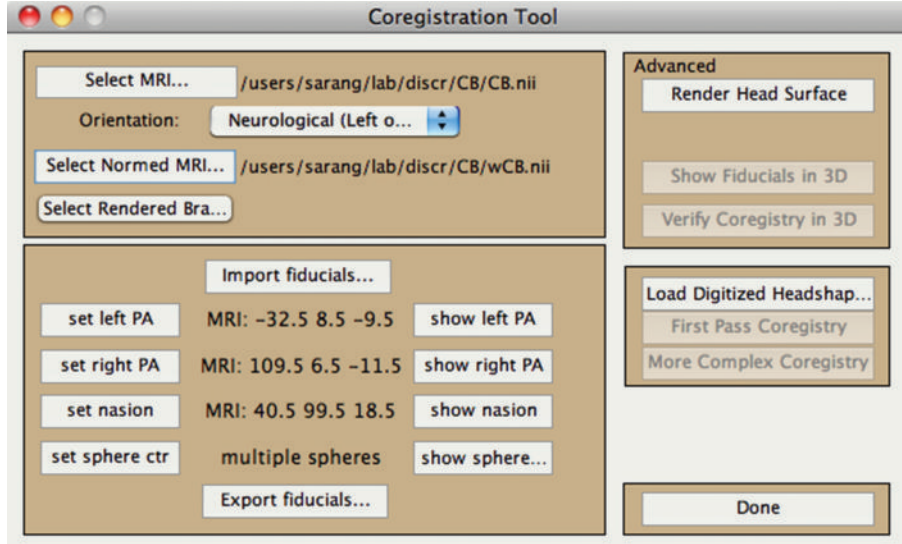 Coregistration Tool
Select MRI... /users/sarang/lab/discr/CB/CB.nii
Orientation: Neurological (Left o...
Select Normed MRI... /users/sarang/lab/discr/CB/wCB.nii
Select Rendered Bra...
Import fiducials...
set left PA MRI: -32.5 8.5 -9.5 show left PA
set right PA MRI: 109.5 6.5 -11.5 show right PA
set nasion MRI: 40.5 99.5 18.5 show nasion
set sphere ctr multiple spheres show sphere...
Export fiducials...
Advanced
Render Head Surface
Show Fiducials in 3D
Verify Coregistry in 3D
Load Digitized Headshap...
First Pass Coregistry
More Complex Coregistry
Done